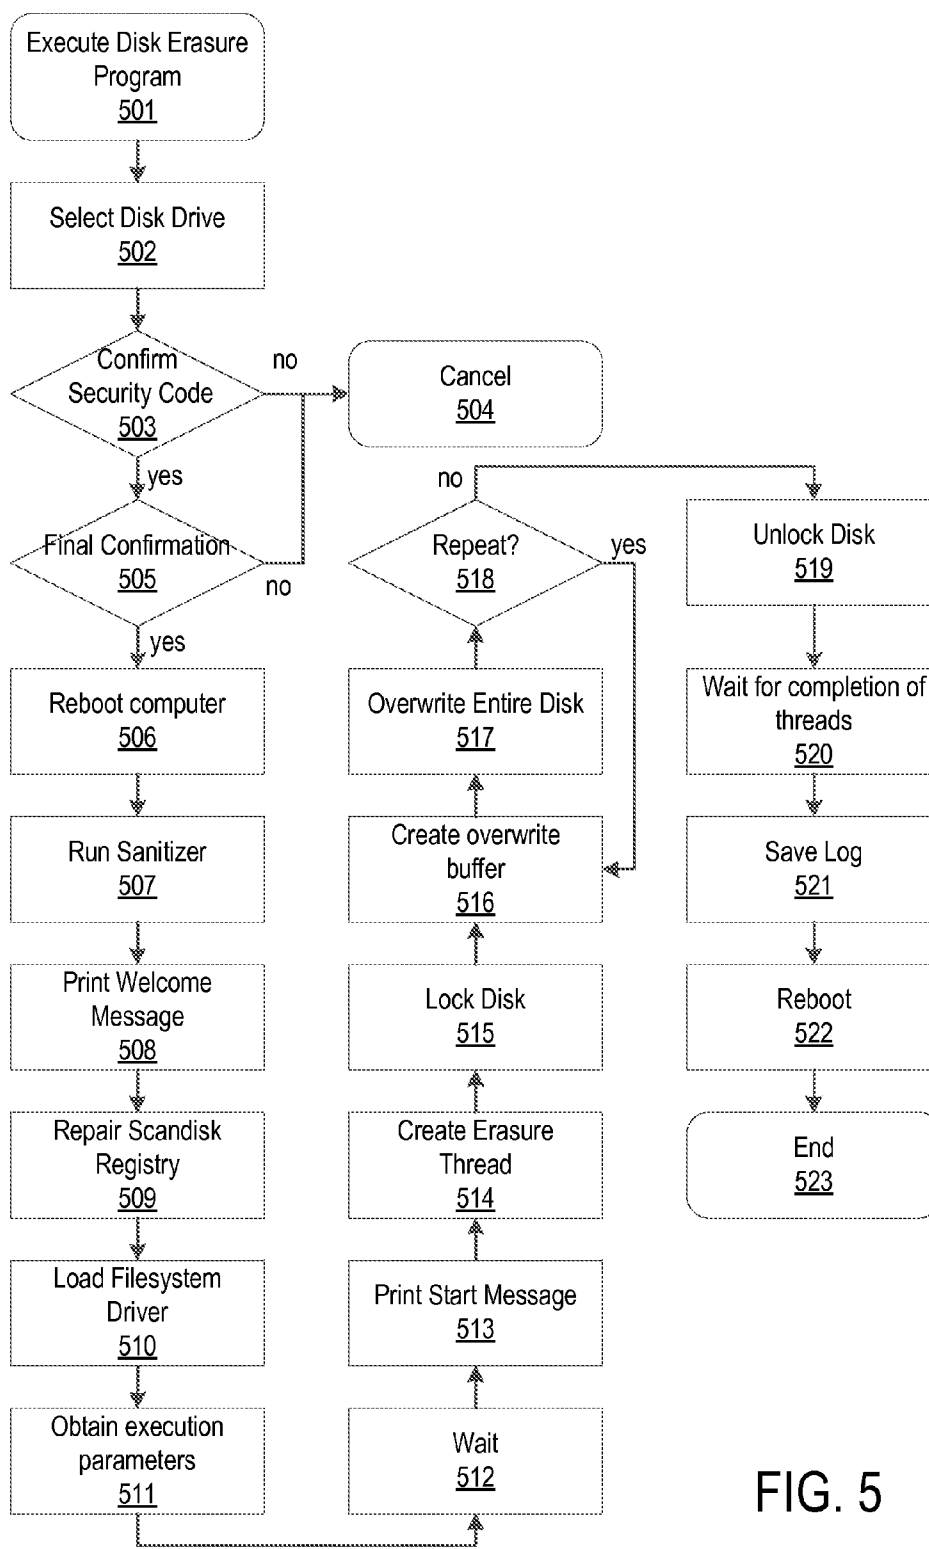 Execute Disk Erasure
Program
501
Select Disk Drive
502
Confirm
Security Code
503
no
Cancel
504
yes
Final Confirmation
505
no
yes
Reboot computer
506
Run Sanitizer
507
Print Welcome
Message
508
Repair Scandisk
Registry
509
Load Filesystem
Driver
510
Obtain execution
parameters
511
Wait
512
Print Start Message
513
Create Erasure
Thread
514
Lock Disk
515
Create overwrite
buffer
516
Overwrite Entire Disk
517
Repeat?
518
yes
no
Unlock Disk
519
Wait for completion of
threads
520
Save Log
521
Reboot
522
End
523
FIG. 5